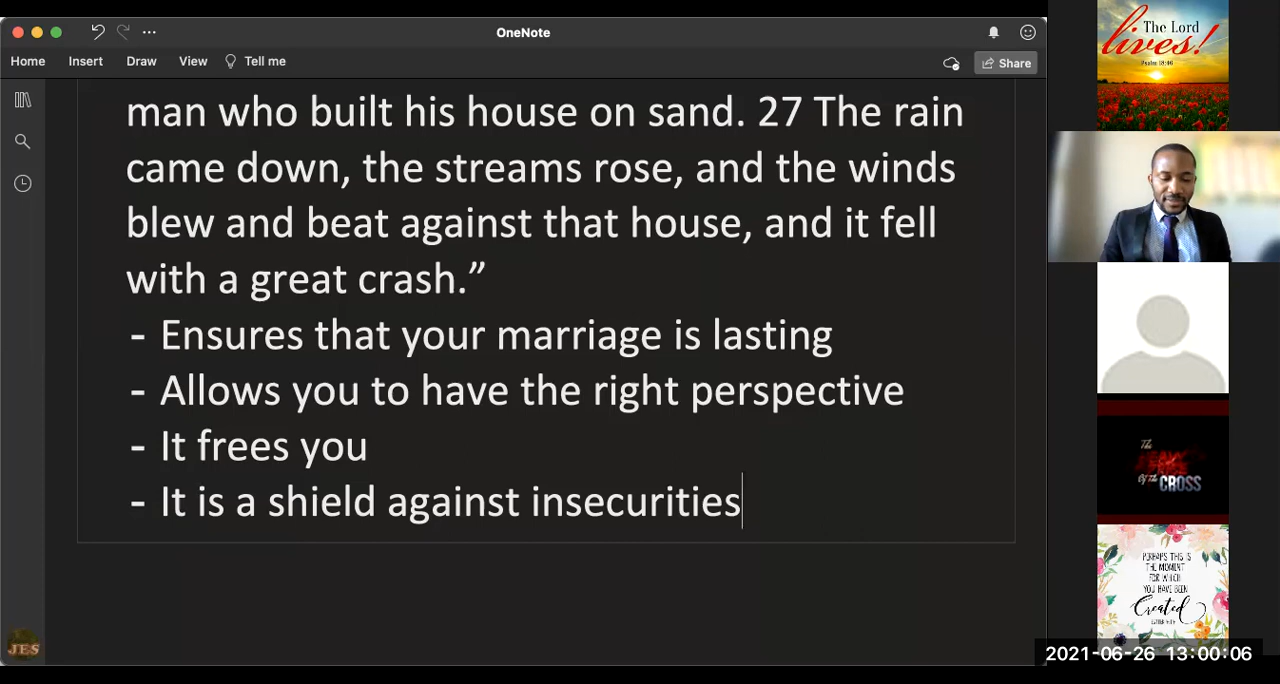 OneNote
Home Insert Draw View Tell me
Share
man who built his house on sand. 27 The rain
came down, the streams rose, and the winds
blew and beat against that house, and it fell
with a great crash.”
- Ensures that your marriage is lasting
- Allows you to have the right perspective
- It frees you
- It is a shield against insecurities
JES
The Lord
lives!
The
Of the CROSS
PERHAPS THIS IS
THE MOMENT
FOR WHICH
YOU HAVE BEEN
Created
2021-06-26 13:00:06